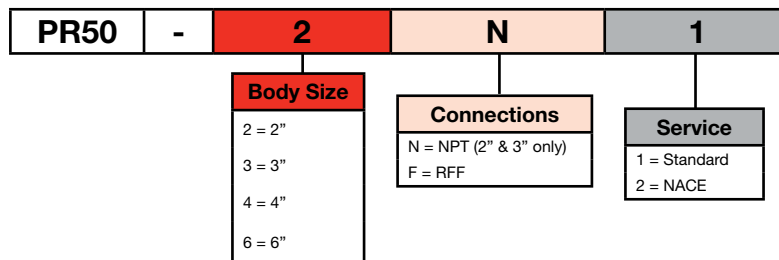 PR50 - 2 N 1
Body Size
2 = 2”
3 = 3”
4 = 4”
6 = 6”
Connections
N = NPT (2” & 3” only)
F = RFF
Service
1 = Standard
2 = NACE